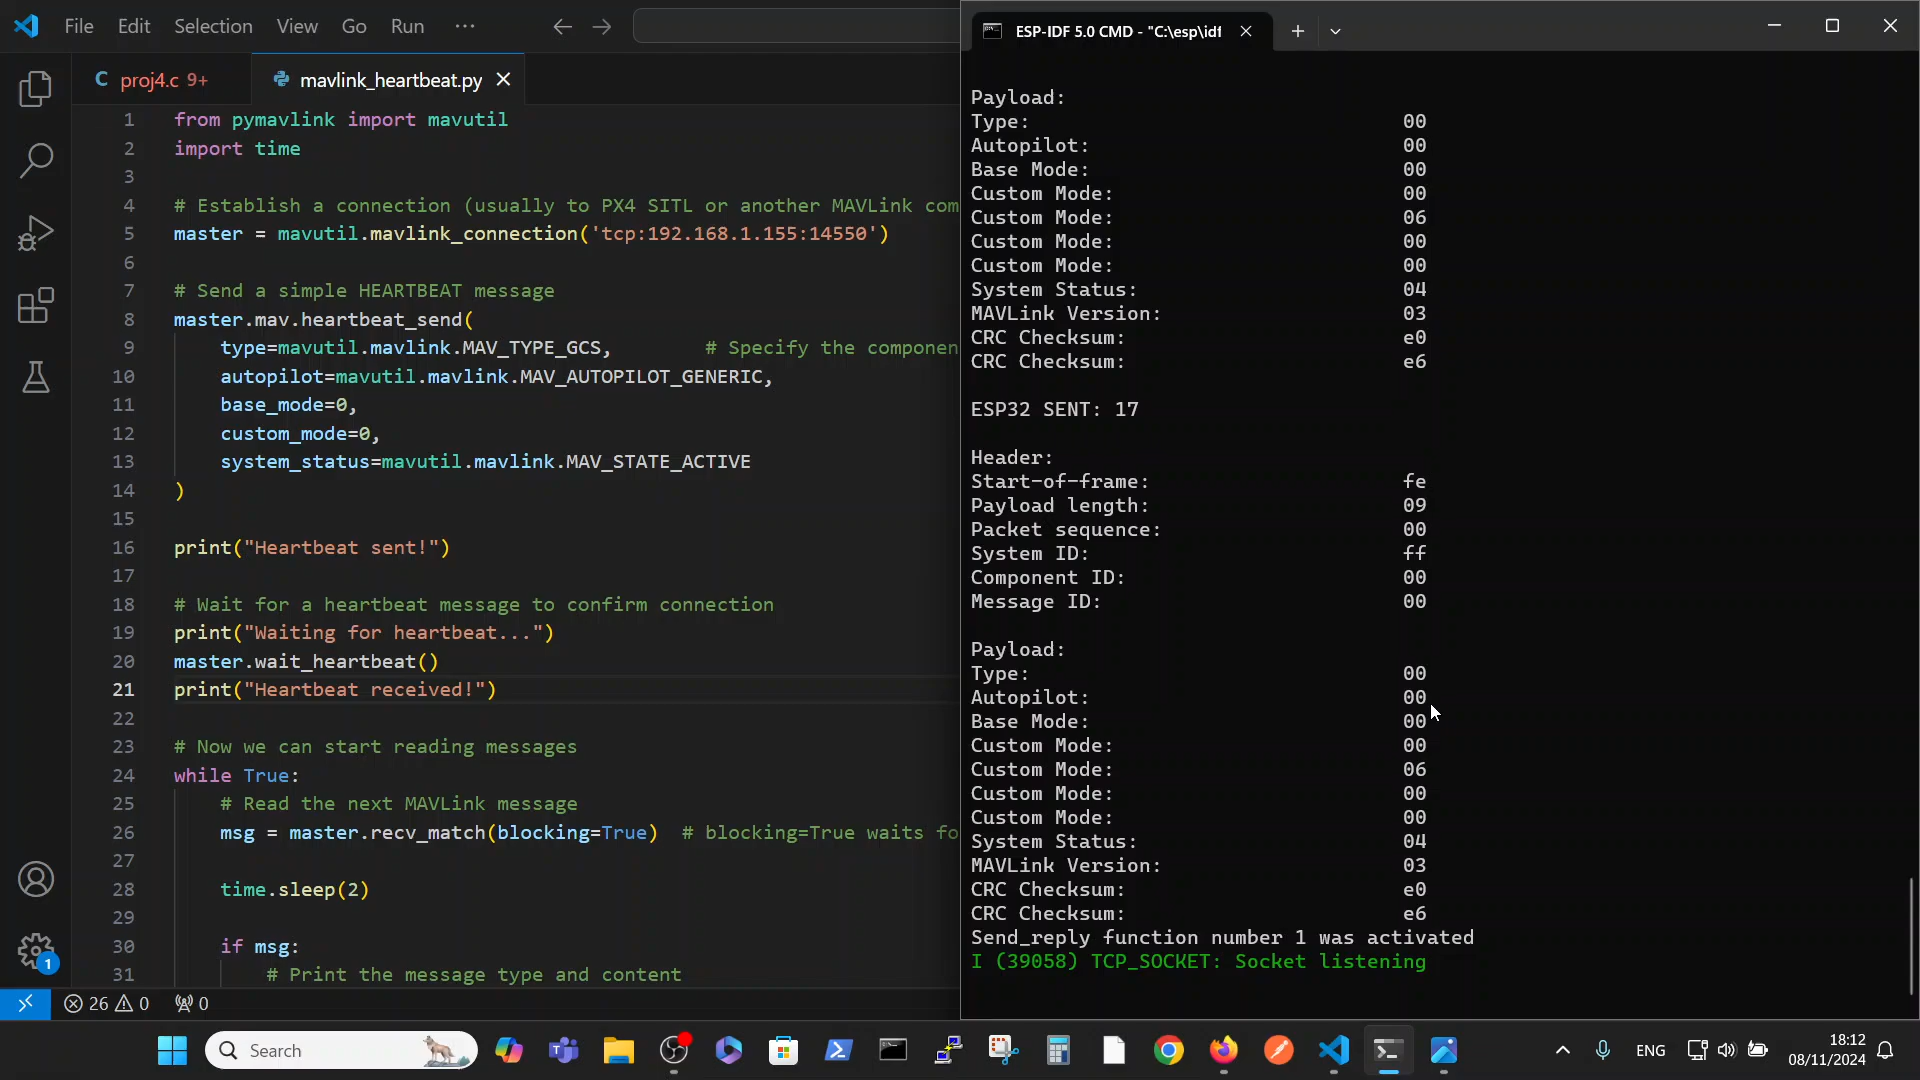 File Edit Selection View Go Run ···
proj4.c 9+
mavlink_heartbeat.py
1 from pymavlink import mavutil
2 import time
3
4 # Establish a connection (usually to PX4 SITL or another MAVLink com
5 master = mavutil.mavlink_connection('tcp:192.168.1.155:14550')
6
7 # Send a simple HEARTBEAT message
8 master.mav.heartbeat_send(
9 type=mavutil.mavlink.MAV_TYPE_GCS, # Specify the componen
10 autopilot=mavutil.mavlink.MAV_AUTOPILOT_GENERIC,
11 base_mode=0,
12 custom_mode=0,
13 system_status=mavutil.mavlink.MAV_STATE_ACTIVE
14 )
15
16 print("Heartbeat sent!")
17
18 # Wait for a heartbeat message to confirm connection
19 print("Waiting for heartbeat...")
20 master.wait_heartbeat()
21 print("Heartbeat received!")
22
23 # Now we can start reading messages
24 while True:
25 # Read the next MAVLink message
26 msg = master.recv_match(blocking=True) # blocking=True waits fo
27
28 time.sleep(2)
29
30 if msg:
31 # Print the message type and content
1
26 0 0
ESP-IDF 5.0 CMD - "C:\esp\idf
Payload:
Type: 00
Autopilot: 00
Base Mode: 00
Custom Mode: 00
Custom Mode: 06
Custom Mode: 00
Custom Mode: 00
System Status: 04
MAVLink Version: 03
CRC Checksum: e0
CRC Checksum: e6
ESP32 SENT: 17
Header:
Start-of-frame: fe
Payload length: 09
Packet sequence: 00
System ID: ff
Component ID: 00
Message ID: 00
Payload:
Type: 00
Autopilot: 00
Base Mode: 00
Custom Mode: 00
Custom Mode: 06
Custom Mode: 00
Custom Mode: 00
System Status: 04
MAVLink Version: 03
CRC Checksum: e0
CRC Checksum: e6
Send_reply function number 1 was activated
I (39058) TCP_SOCKET: Socket listening
Search
ENG
18:12
08/11/2024